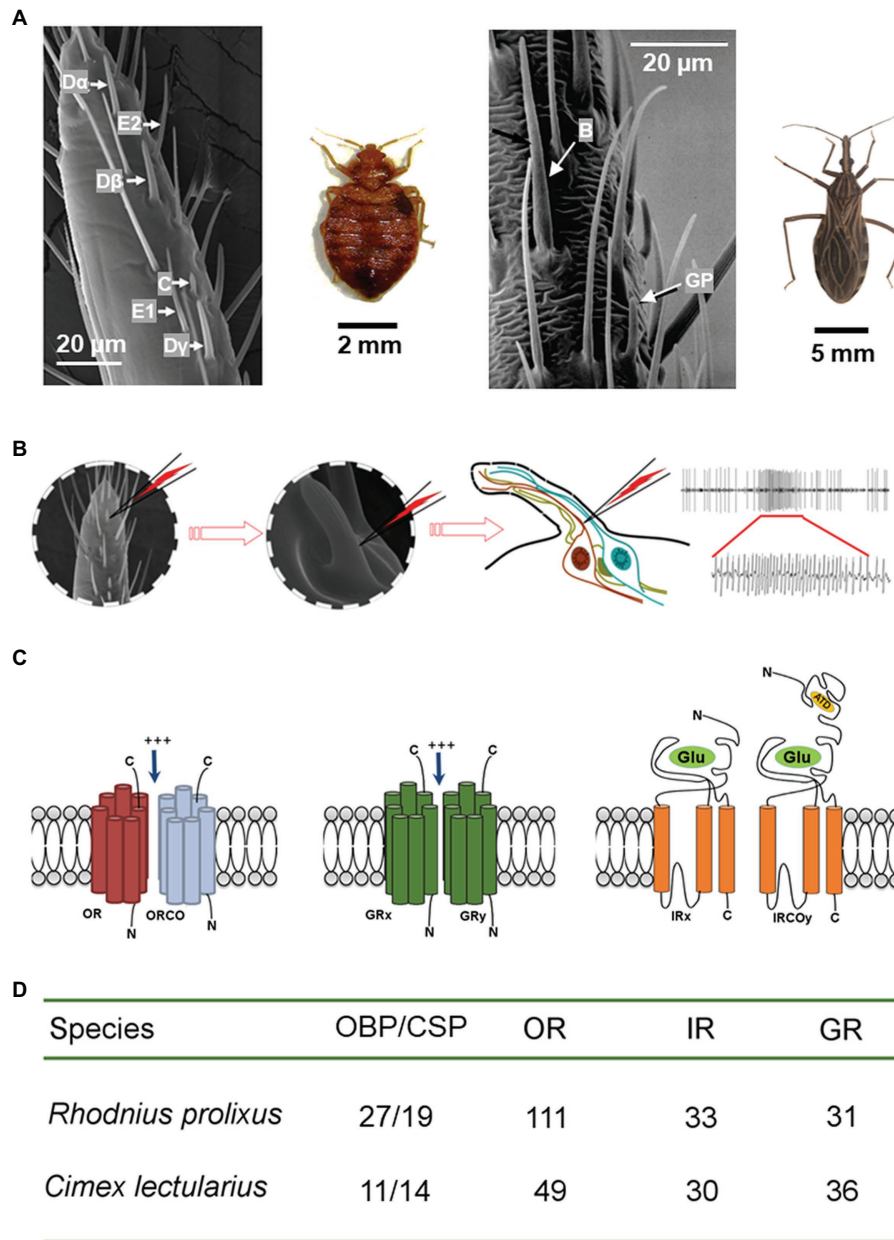 A
Dα
E2
Dβ
C
E1
Dγ
20 µm
2 mm
20 µm
B
GP
5 mm
B
C
+++
C
C
OR
ORCO
N
N
+++
C
C
GRx
GRy
N
N
N
Glu
IRx
C
N
ATD
Glu
IRCOy
C
D
Species OBP/CSP OR IR GR
Rhodnius prolixus 27/19 111 33 31
Cimex lectularius 11/14 49 30 36